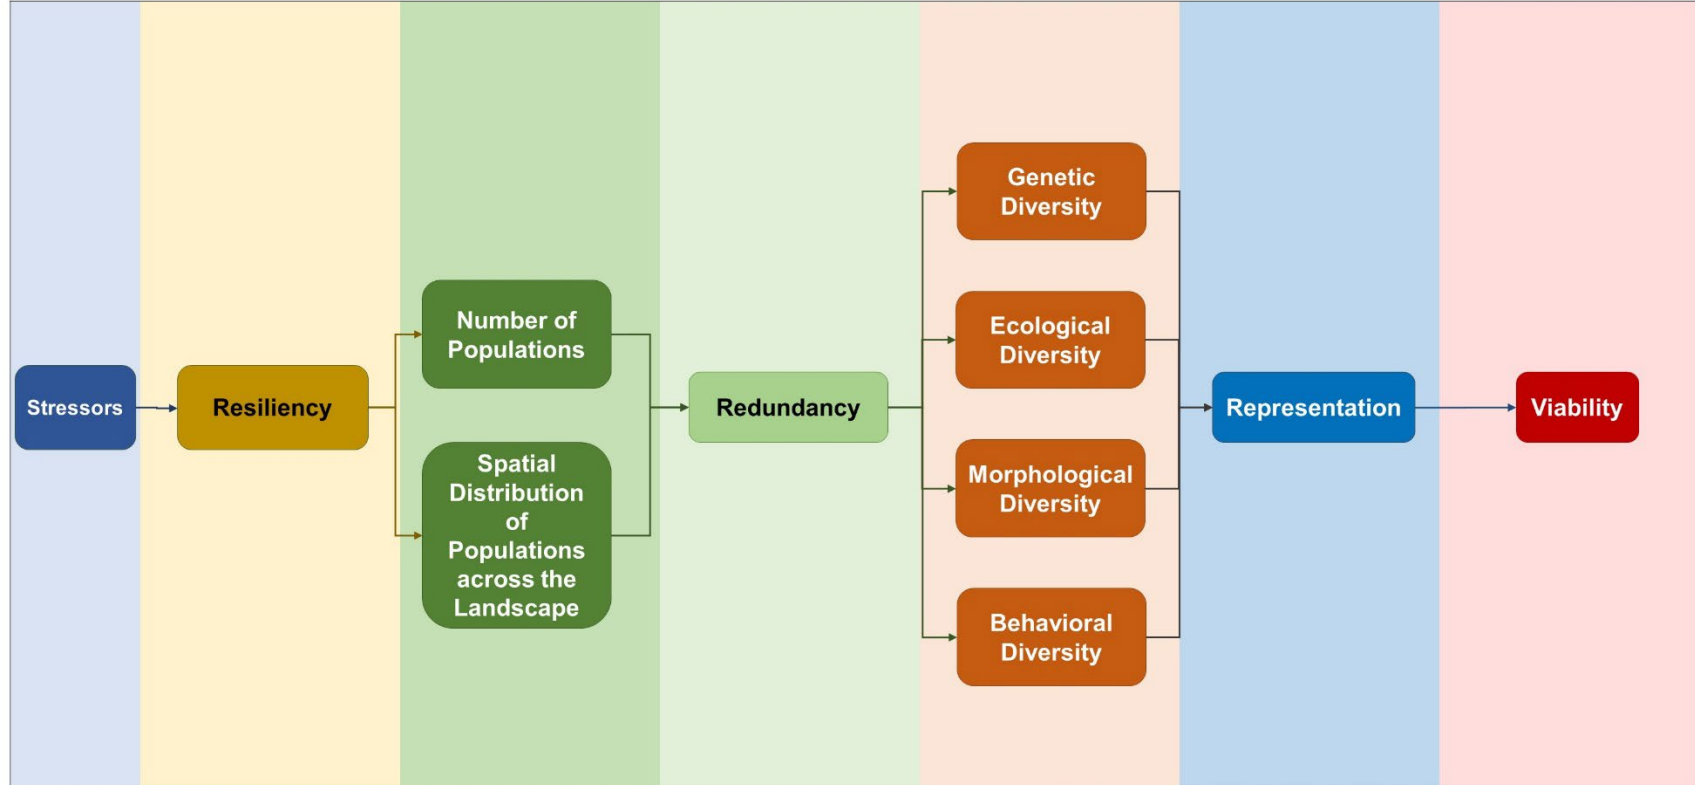 Stressors
Resiliency
Number of
Populations
Spatial
Distribution
of
Populations
across the
Landscape
Redundancy
Genetic
Diversity
Ecological
Diversity
Morphological
Diversity
Behavioral
Diversity
Representation
Viability